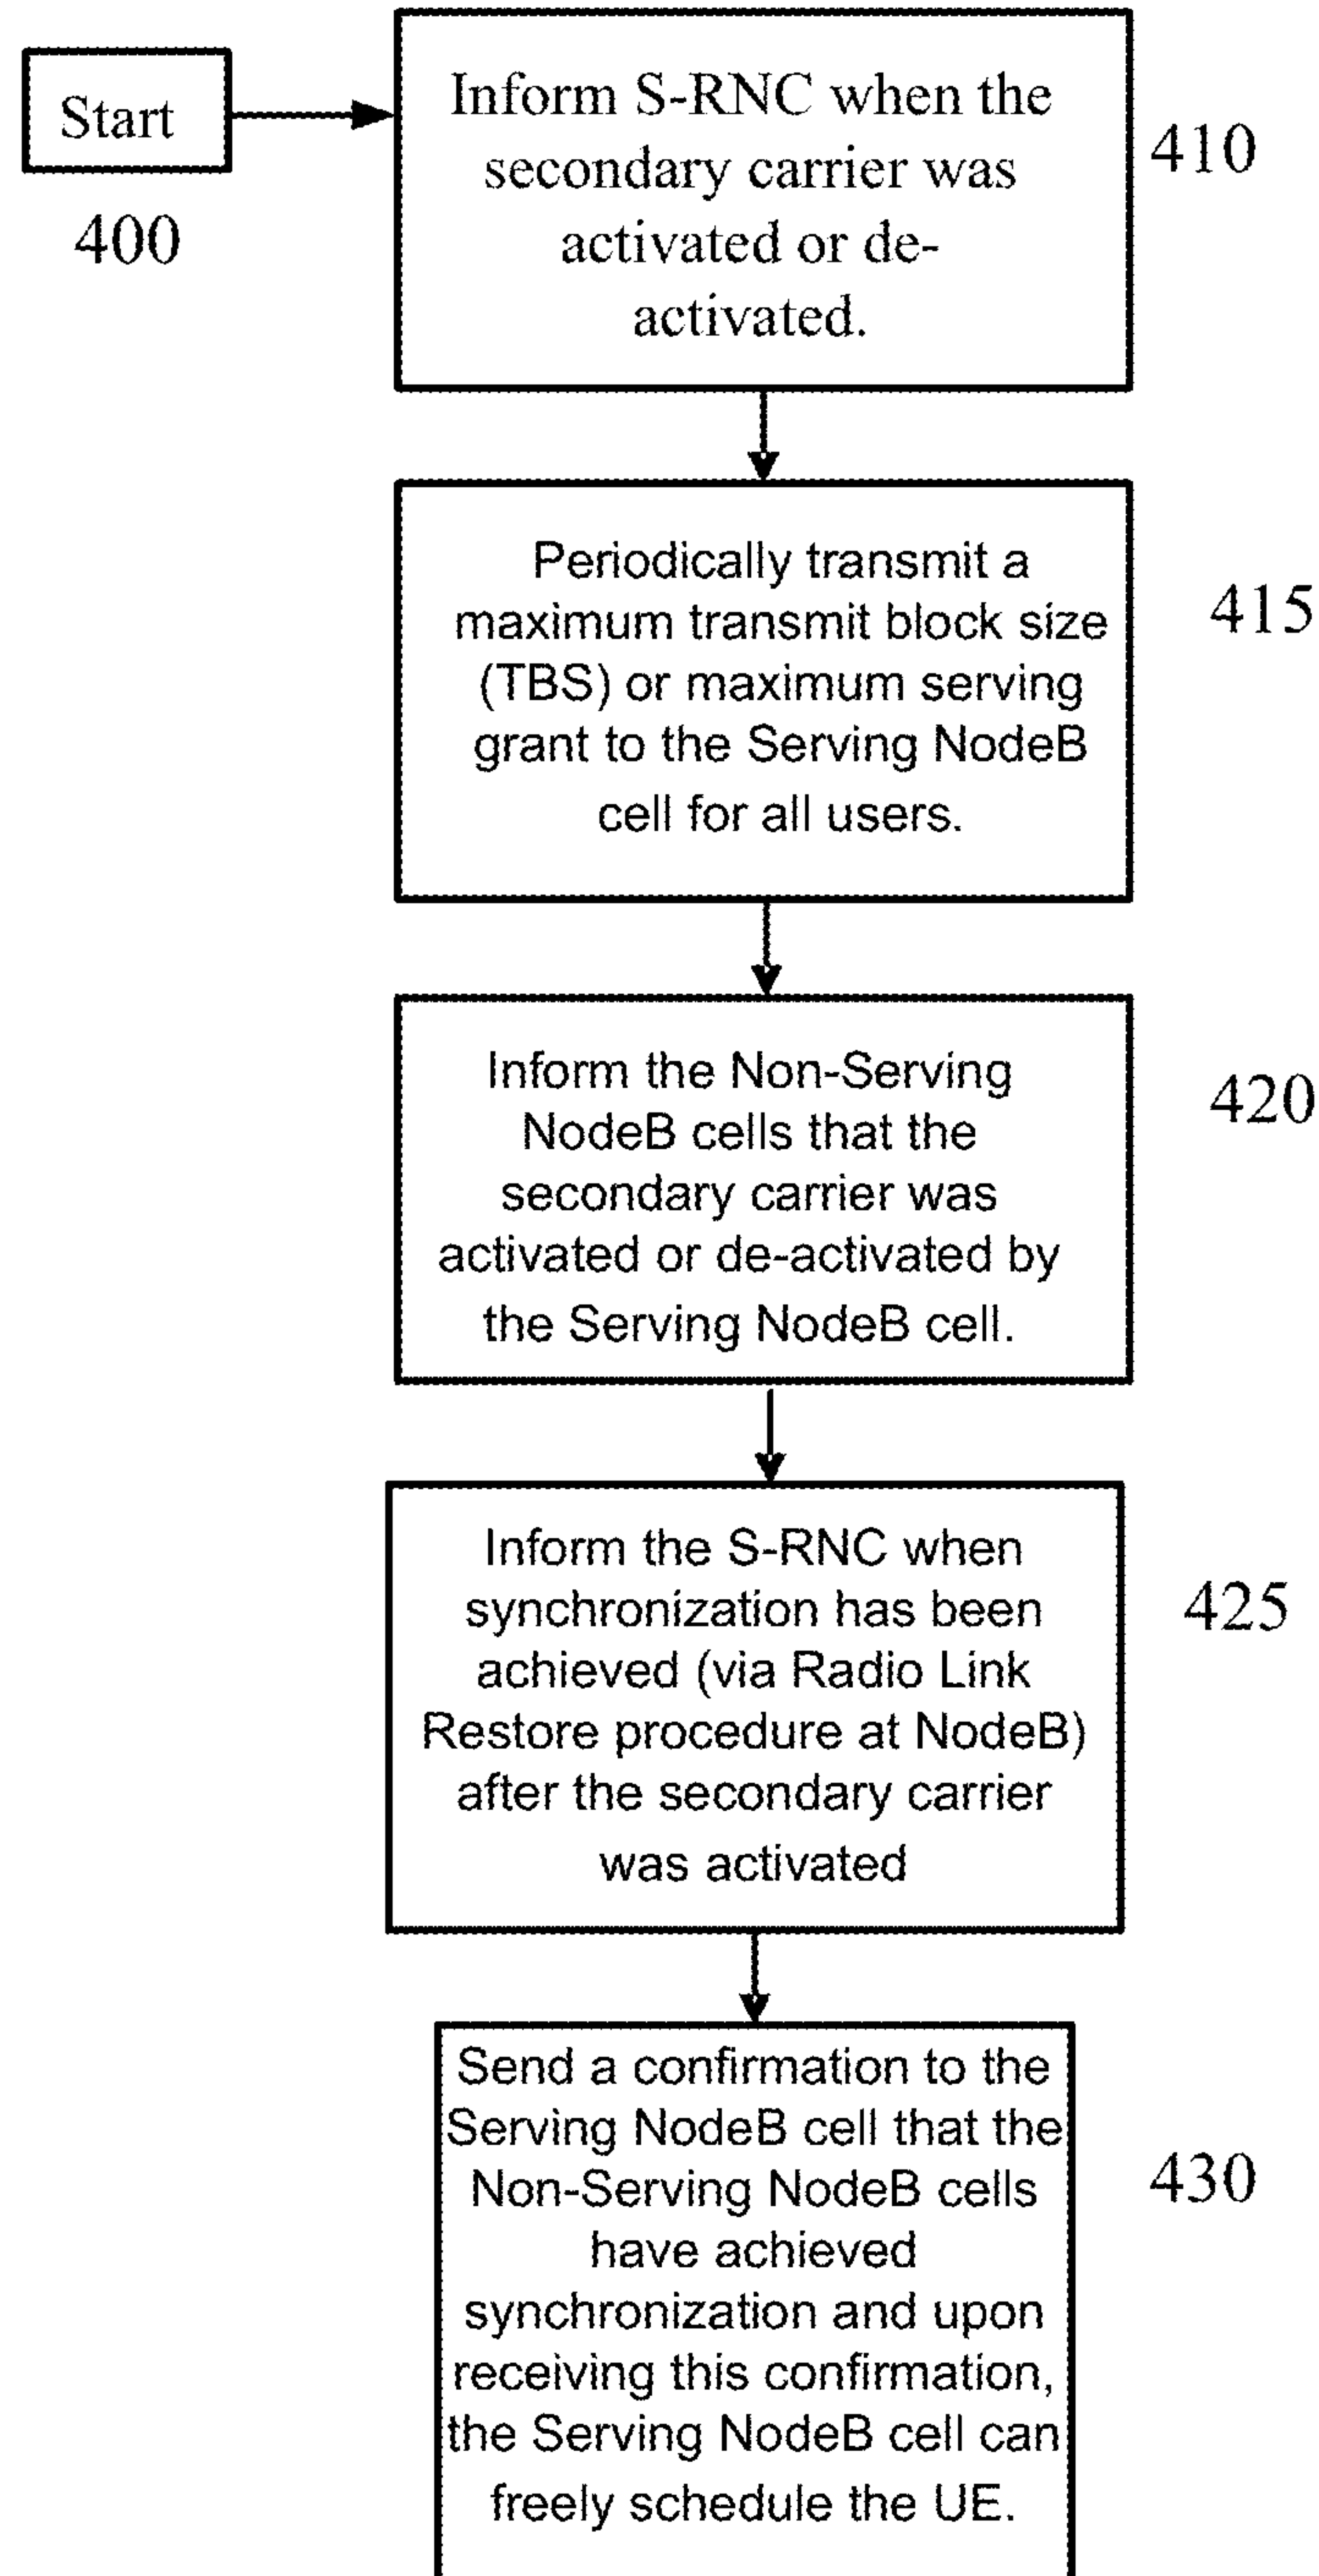 Start
400
Inform S-RNC when the
secondary carrier was
activated or de-
activated.
410
Periodically transmit a
maximum transmit block size
(TBS) or maximum serving
grant to the Serving NodeB
cell for all users.
415
Inform the Non-Serving
NodeB cells that the
secondary carrier was
activated or de-activated by
the Serving NodeB cell.
420
Inform the S-RNC when
synchronization has been
achieved (via Radio Link
Restore procedure at NodeB)
after the secondary carrier
was activated
425
Send a confirmation to the
Serving NodeB cell that the
Non-Serving NodeB cells
have achieved
synchronization and upon
receiving this confirmation,
the Serving NodeB cell can
freely schedule the UE.
430